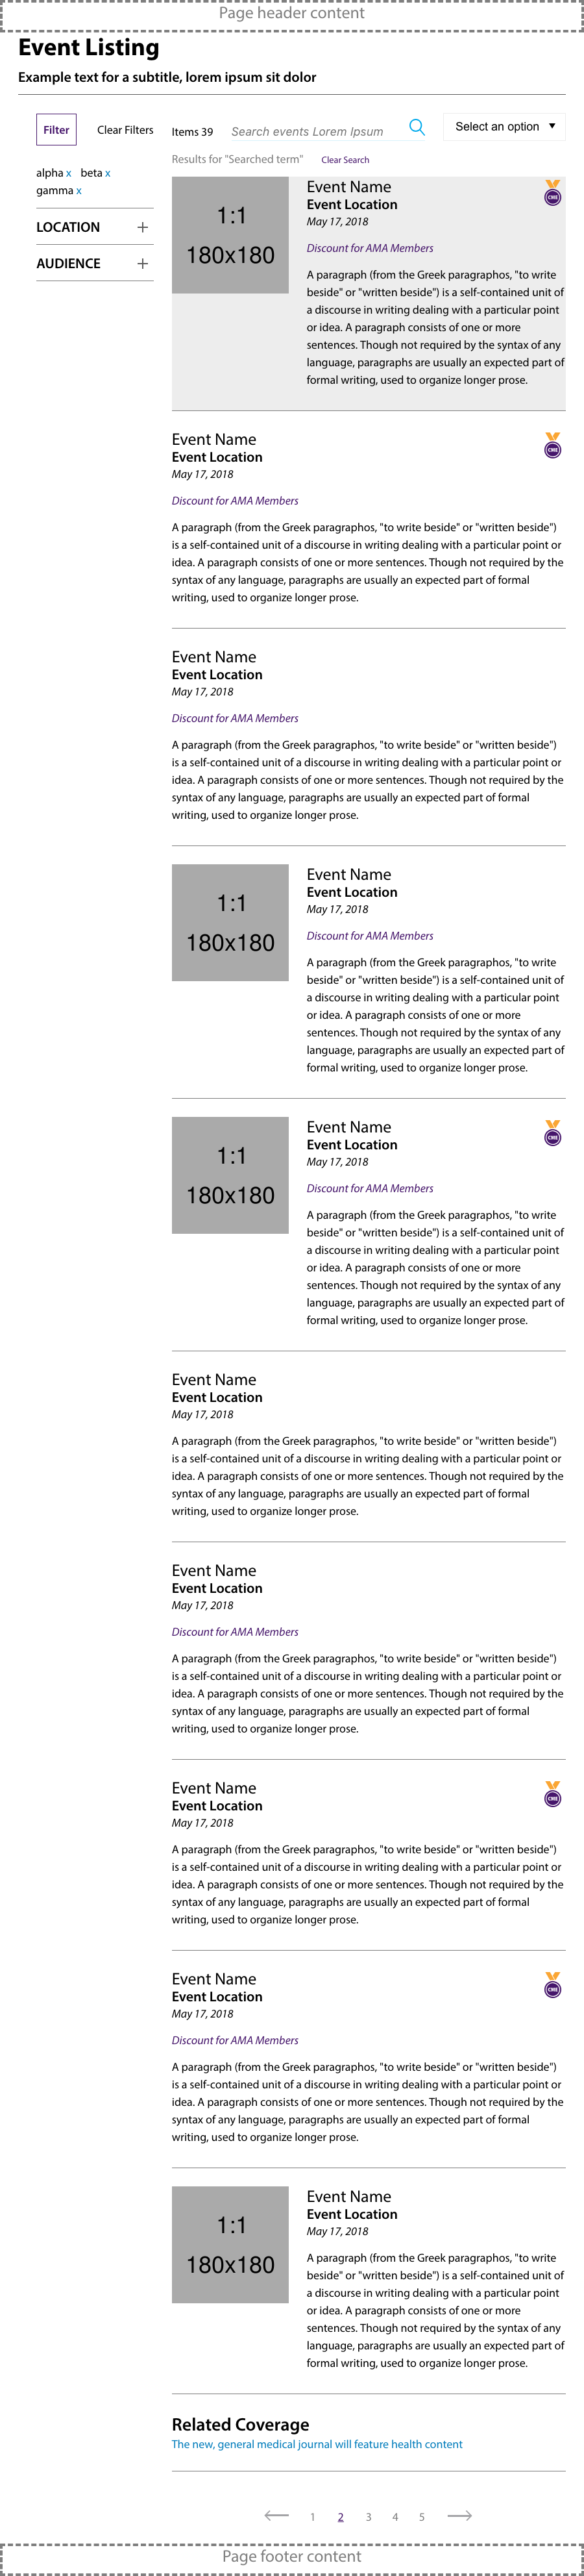 Page header content
Event Listing
Example text for a subtitle, lorem ipsum sit dolor
Filter
Clear Filters
alpha x beta x
gamma x
LOCATION +
AUDIENCE +
Items 39
Search events Lorem Ipsum
Select an option ▼
Results for "Searched term" Clear Search
1:1
180x180
Event Name
CME
Event Location
May 17, 2018
Discount for AMA Members
A paragraph (from the Greek paragraphos, "to write
beside" or "written beside") is a self-contained unit of
a discourse in writing dealing with a particular point
or idea. A paragraph consists of one or more
sentences. Though not required by the syntax of any
language, paragraphs are usually an expected part of
formal writing, used to organize longer prose.
Event Name
CME
Event Location
May 17, 2018
Discount for AMA Members
A paragraph (from the Greek paragraphos, "to write beside" or "written beside")
is a self-contained unit of a discourse in writing dealing with a particular point or
idea. A paragraph consists of one or more sentences. Though not required by the
syntax of any language, paragraphs are usually an expected part of formal
writing, used to organize longer prose.
Event Name
Event Location
May 17, 2018
Discount for AMA Members
A paragraph (from the Greek paragraphos, "to write beside" or "written beside")
is a self-contained unit of a discourse in writing dealing with a particular point or
idea. A paragraph consists of one or more sentences. Though not required by the
syntax of any language, paragraphs are usually an expected part of formal
writing, used to organize longer prose.
1:1
180x180
Event Name
Event Location
May 17, 2018
Discount for AMA Members
A paragraph (from the Greek paragraphos, "to write
beside" or "written beside") is a self-contained unit of
a discourse in writing dealing with a particular point
or idea. A paragraph consists of one or more
sentences. Though not required by the syntax of any
language, paragraphs are usually an expected part of
formal writing, used to organize longer prose.
1:1
180x180
Event Name
CME
Event Location
May 17, 2018
Discount for AMA Members
A paragraph (from the Greek paragraphos, "to write
beside" or "written beside") is a self-contained unit of
a discourse in writing dealing with a particular point
or idea. A paragraph consists of one or more
sentences. Though not required by the syntax of any
language, paragraphs are usually an expected part of
formal writing, used to organize longer prose.
Event Name
Event Location
May 17, 2018
A paragraph (from the Greek paragraphos, "to write beside" or "written beside")
is a self-contained unit of a discourse in writing dealing with a particular point or
idea. A paragraph consists of one or more sentences. Though not required by the
syntax of any language, paragraphs are usually an expected part of formal
writing, used to organize longer prose.
Event Name
Event Location
May 17, 2018
Discount for AMA Members
A paragraph (from the Greek paragraphos, "to write beside" or "written beside")
is a self-contained unit of a discourse in writing dealing with a particular point or
idea. A paragraph consists of one or more sentences. Though not required by the
syntax of any language, paragraphs are usually an expected part of formal
writing, used to organize longer prose.
Event Name
CME
Event Location
May 17, 2018
A paragraph (from the Greek paragraphos, "to write beside" or "written beside")
is a self-contained unit of a discourse in writing dealing with a particular point or
idea. A paragraph consists of one or more sentences. Though not required by the
syntax of any language, paragraphs are usually an expected part of formal
writing, used to organize longer prose.
Event Name
CME
Event Location
May 17, 2018
Discount for AMA Members
A paragraph (from the Greek paragraphos, "to write beside" or "written beside")
is a self-contained unit of a discourse in writing dealing with a particular point or
idea. A paragraph consists of one or more sentences. Though not required by the
syntax of any language, paragraphs are usually an expected part of formal
writing, used to organize longer prose.
1:1
180x180
Event Name
Event Location
May 17, 2018
A paragraph (from the Greek paragraphos, "to write
beside" or "written beside") is a self-contained unit of
a discourse in writing dealing with a particular point
or idea. A paragraph consists of one or more
sentences. Though not required by the syntax of any
language, paragraphs are usually an expected part of
formal writing, used to organize longer prose.
Related Coverage
The new, general medical journal will feature health content
1 2 3 4 5
Page footer content